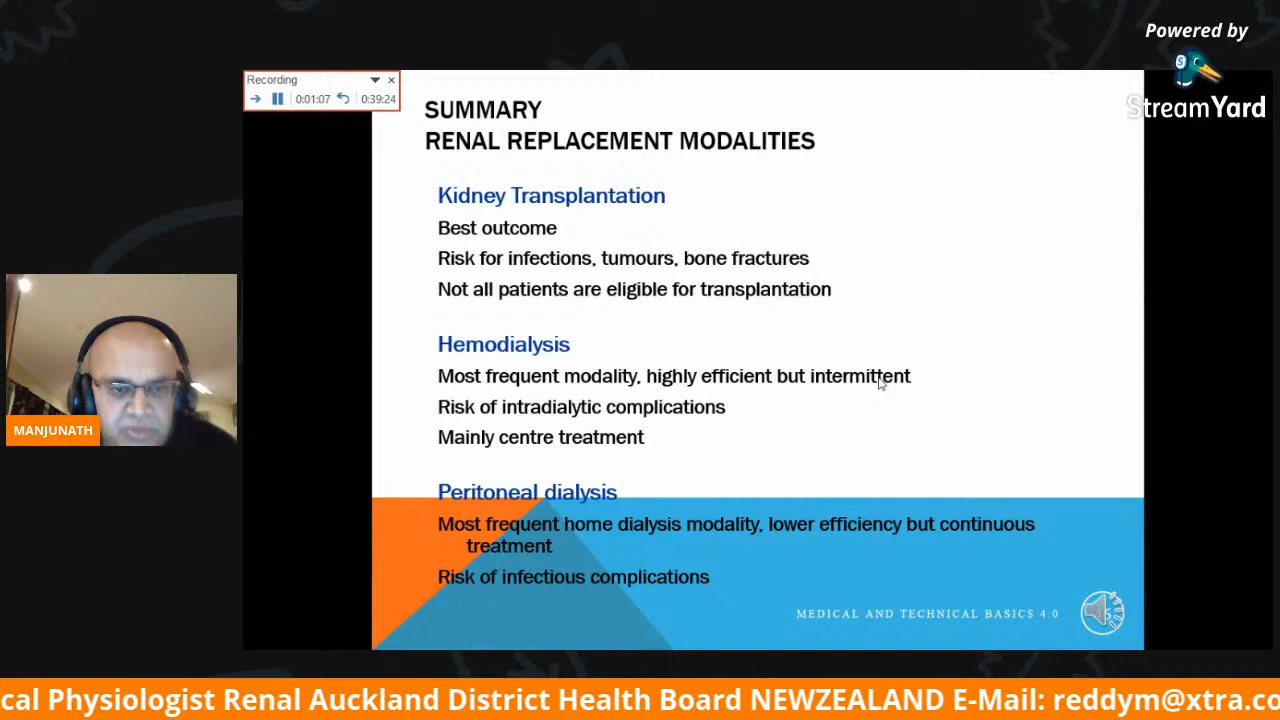 Powered by
StreamYard
Recording
0:01:07 0:39:24
SUMMARY
RENAL REPLACEMENT MODALITIES
Kidney Transplantation
Best outcome
Risk for infections, tumours, bone fractures
Not all patients are eligible for transplantation
Hemodialysis
Most frequent modality, highly efficient but intermittent
Risk of intradialytic complications
Mainly centre treatment
MANJUNATH
Peritoneal dialysis
Most frequent home dialysis modality, lower efficiency but continuous
treatment
Risk of infectious complications
MEDICAL AND TECHNICAL BASICS 4.0
cal Physiologist Renal Auckland District Health Board NEWZEALAND E-Mail: reddym@xtra.co